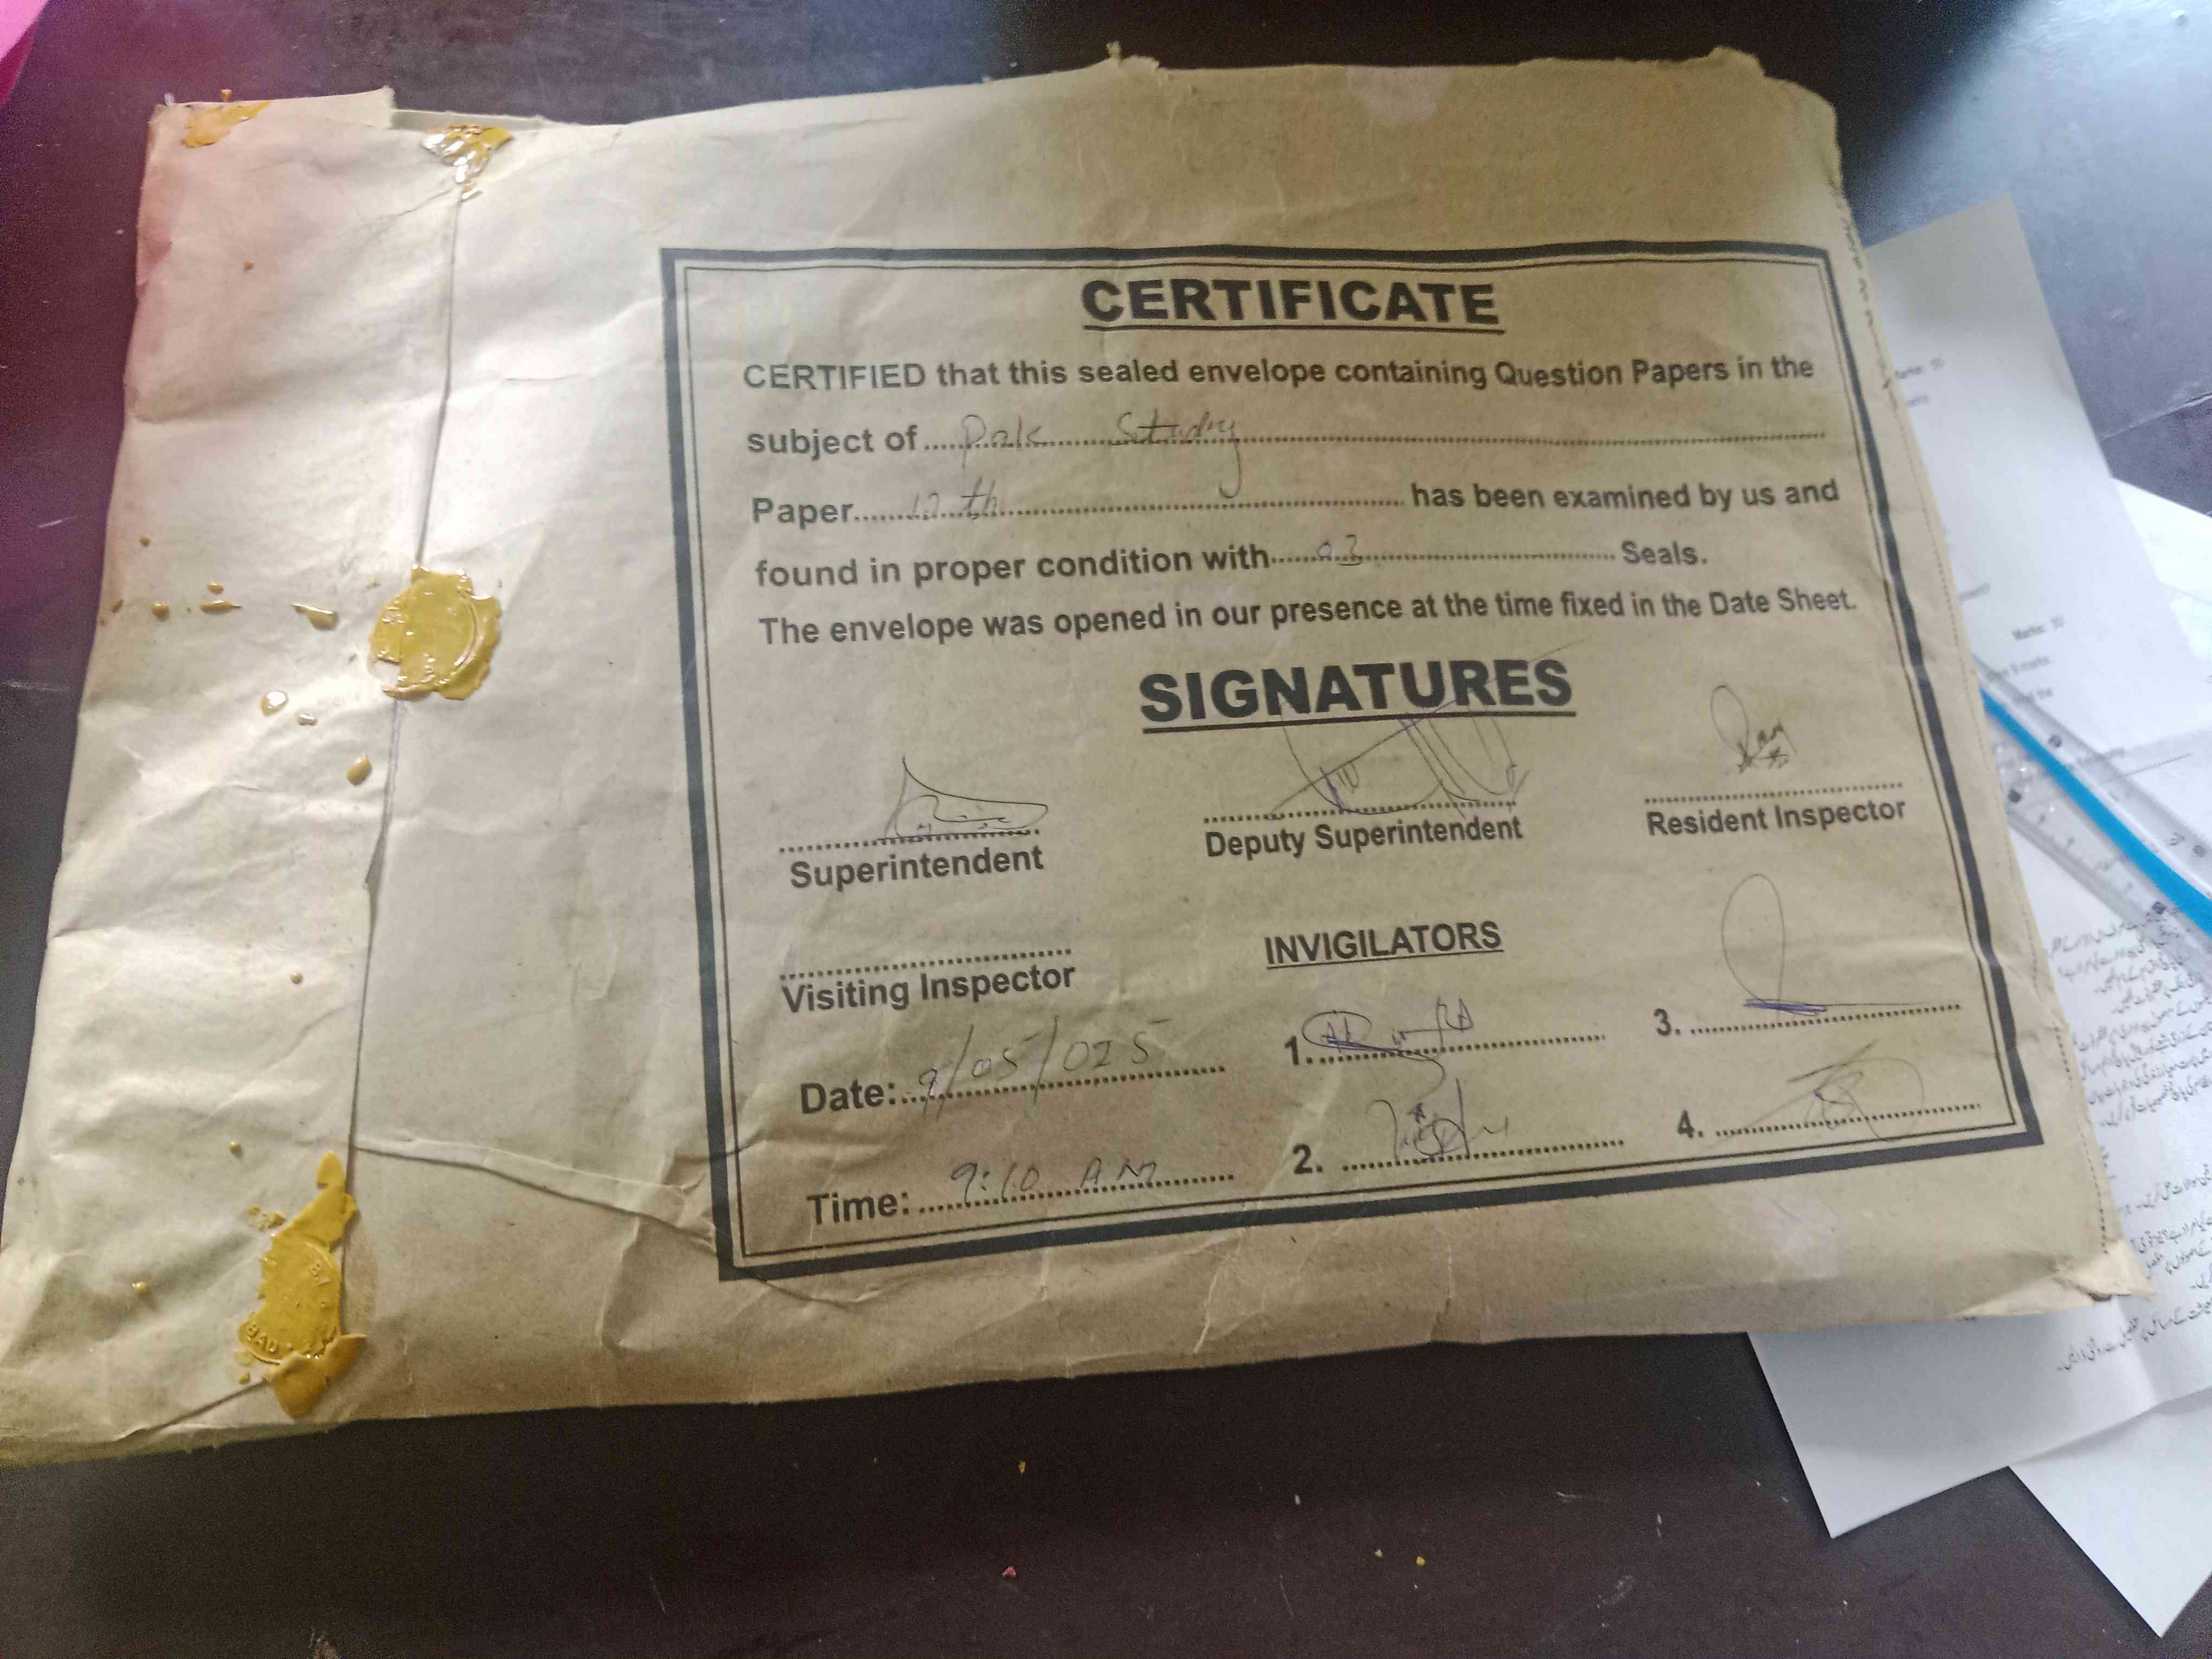 CERTIFICATE
CERTIFIED that this sealed envelope containing Question Papers in the
subject of Pak Study
Paper 12th has been examined by us and
found in proper condition with 03 Seals.
The envelope was opened in our presence at the time fixed in the Date Sheet.
SIGNATURES
Superintendent
Deputy Superintendent
Resident Inspector
Visiting Inspector
INVIGILATORS
1.
3.
Date: 9/05/025
2.
4.
Time: 9:10 AM
BAD